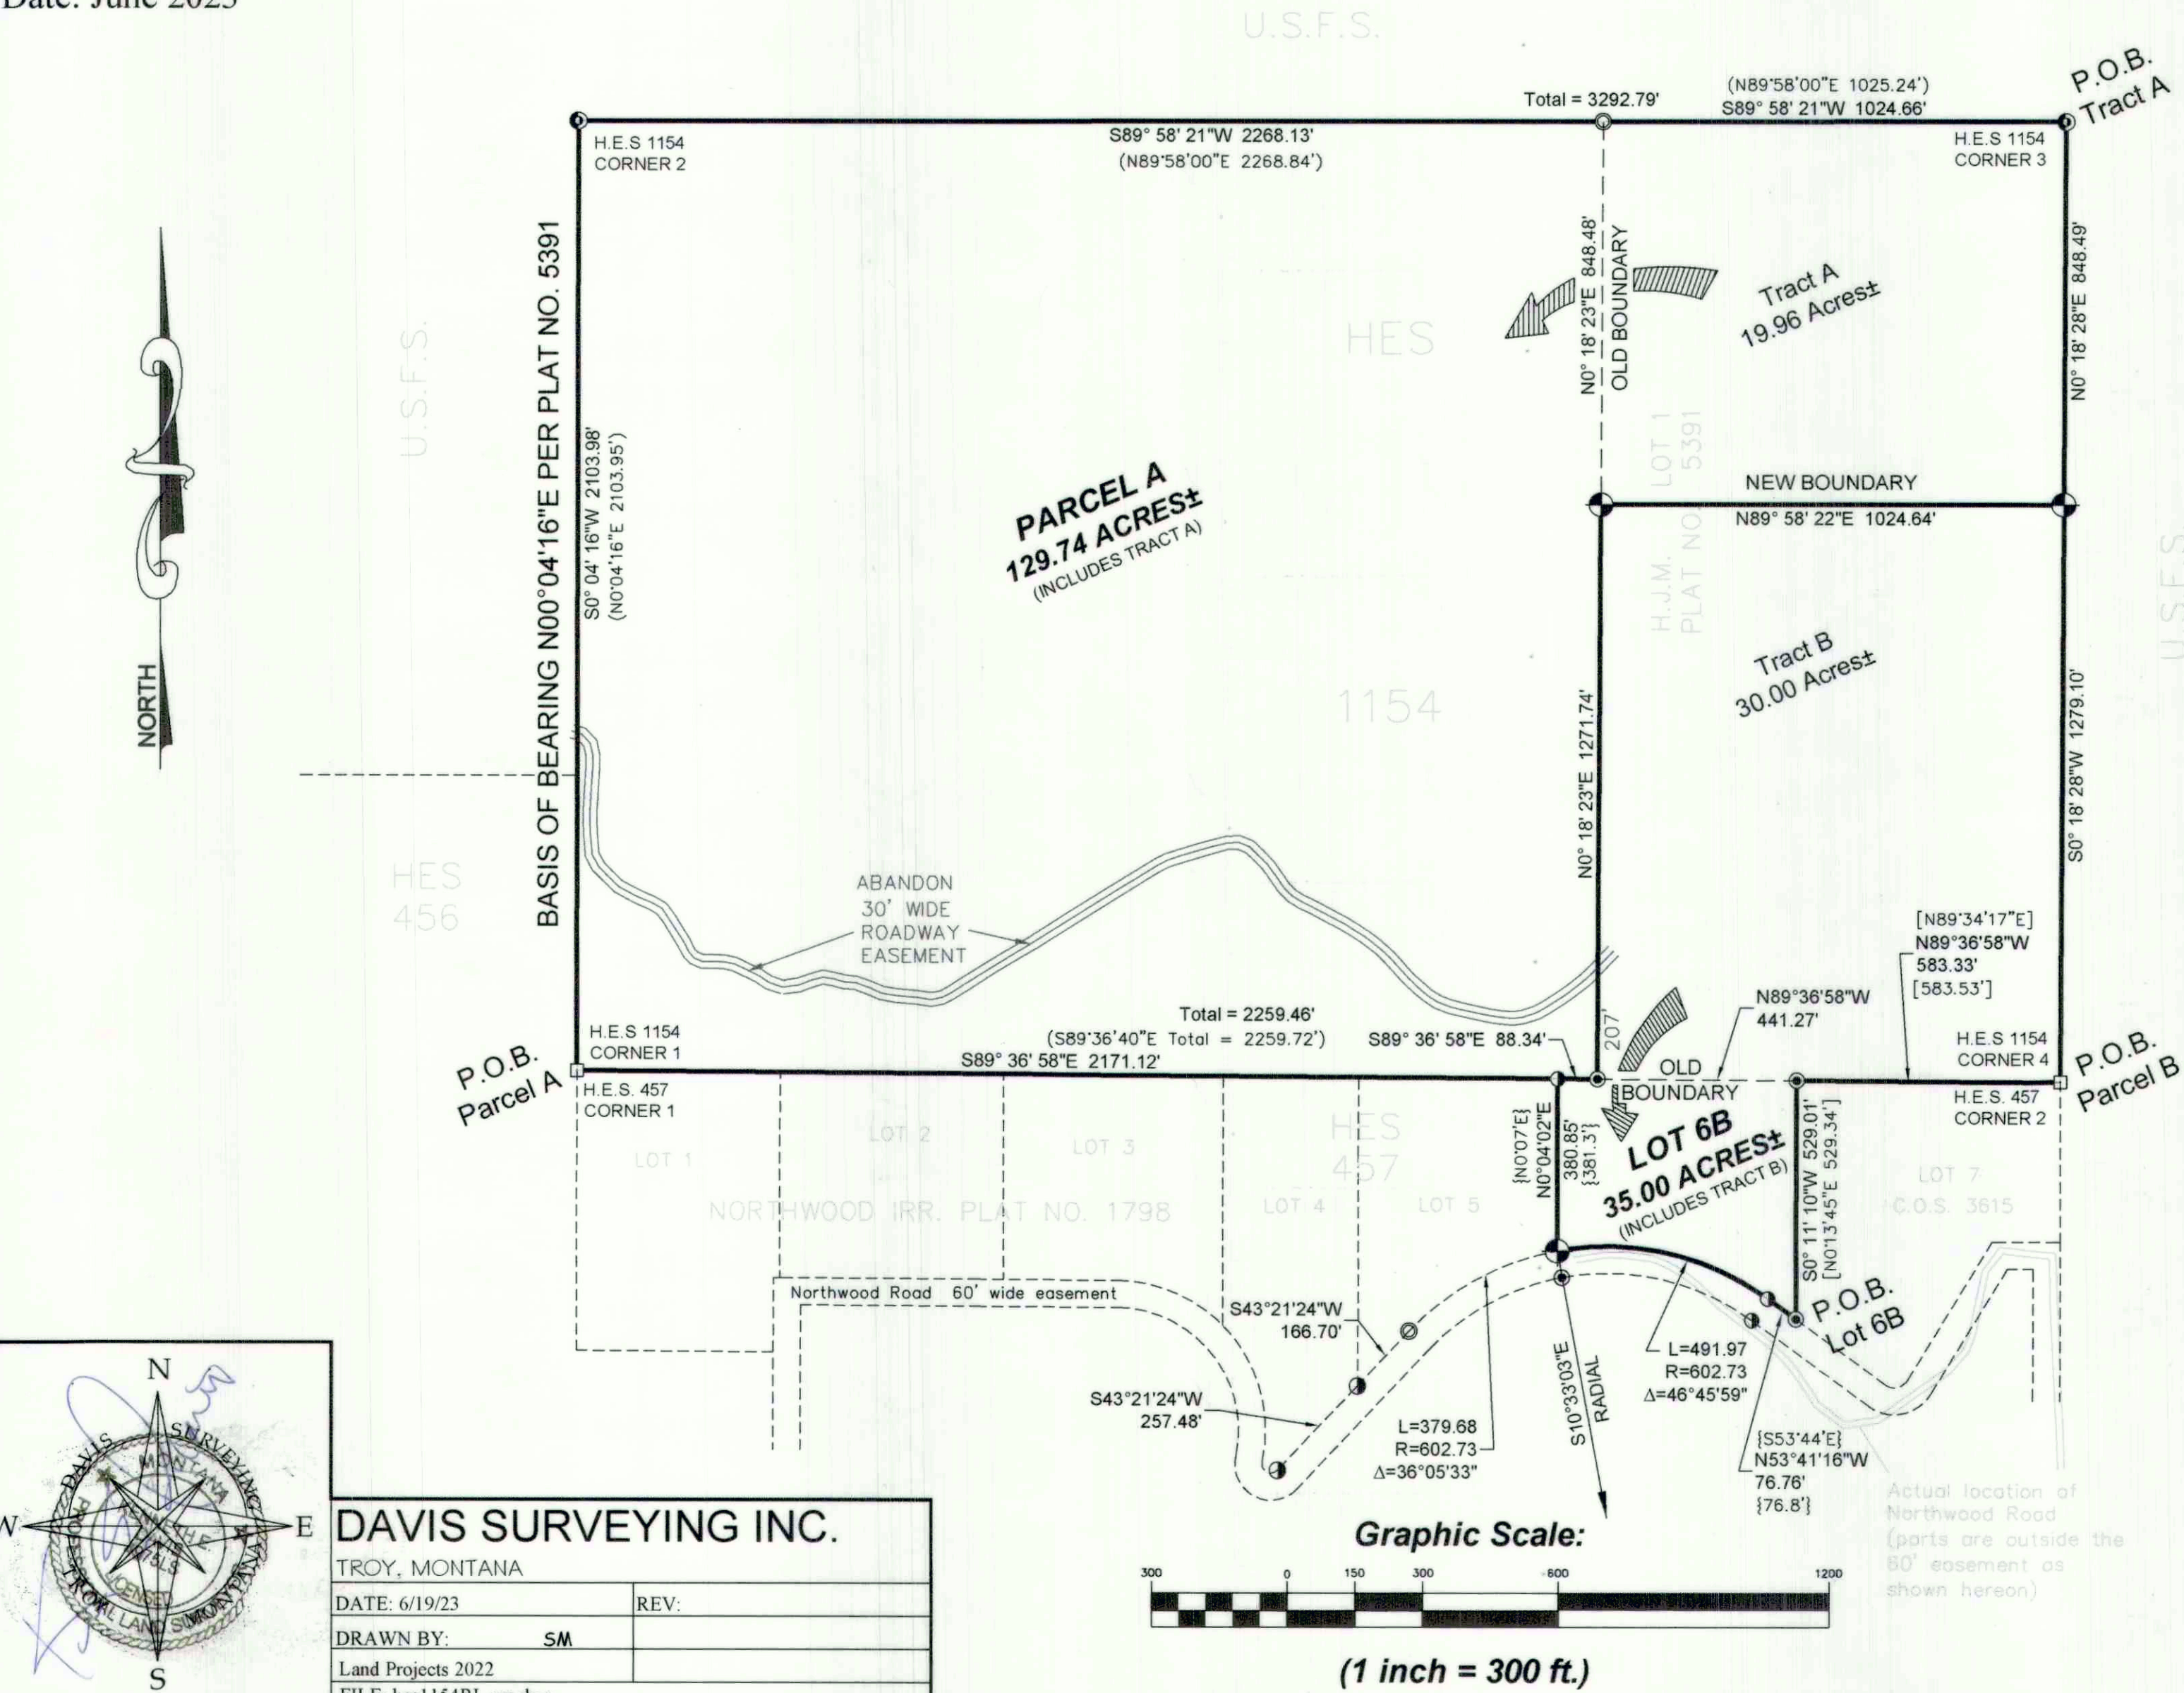 Date: June 2023
U.S.F.S.
P.O.B.
Tract A
(N89°58'00"E 1025.24')
Total = 3292.79'
S89° 58' 21"W 1024.66'
S89° 58' 21"W 2268.13'
(N89°58'00"E 2268.84')
H.E.S 1154
CORNER 2
H.E.S 1154
CORNER 3
BASIS OF BEARING N00°04'16"E PER PLAT NO. 5391
S0° 04' 16"W 2103.98'
(N0°04'16"E 2103.95')
U.S.F.S.
NORTH
N0° 18' 23"E 848.48'
OLD BOUNDARY
Tract A
19.96 Acres±
N0° 18' 28"E 848.49'
HES
1154
H.J.M. LOT 1
PLAT NO. 5391
NEW BOUNDARY
N89° 58' 22"E 1024.64'
PARCEL A
129.74 ACRES±
(INCLUDES TRACT A)
U.S.F.S.
Tract B
30.00 Acres±
N0° 18' 23"E 1271.74'
S0° 18' 28"W 1279.10'
HES
456
ABANDON
30' WIDE
ROADWAY
EASEMENT
[N89°34'17"E]
N89°36'58"W
583.33'
[583.53']
N89°36'58"W
441.27'
207'
Total = 2259.46'
(S89°36'40"E Total = 2259.72')
S89° 36' 58"E 2171.12'
S89° 36' 58"E 88.34'
H.E.S 1154
CORNER 1
P.O.B.
Parcel A
H.E.S. 457
CORNER 1
OLD
BOUNDARY
H.E.S 1154
CORNER 4
P.O.B.
Parcel B
H.E.S. 457
CORNER 2
LOT 1
LOT 2
LOT 3
HES
457
LOT 4
LOT 5
NORTHWOOD IRR. PLAT NO. 1798
{N0°07'E}
N0°04'02"E
380.85'
{381.3'}
LOT 6B
35.00 ACRES±
(INCLUDES TRACT B)
S0° 11' 10"W 529.01'
[N0°13'45"E 529.34']
LOT 7
C.O.S. 3615
Northwood Road 60' wide easement
P.O.B.
Lot 6B
S43°21'24"W
166.70'
S43°21'24"W
257.48'
L=379.68
R=602.73
Δ=36°05'33"
S10°33'03"E
RADIAL
L=491.97
R=602.73
Δ=46°45'59"
{S53°44'E}
N53°41'16"W
76.76'
{76.8'}
Actual location of
Northwood Road
(parts are outside the
60' easement as
shown hereon)
N
W
E
S
DAVIS SURVEYING INC.
TROY, MONTANA
MONTANA
KENNETH E.
LICENSED
DAVIS SURVEYING INC.
TROY, MONTANA
DATE: 6/19/23
REV:
DRAWN BY: SM
Land Projects 2022
Graphic Scale:
300 0 150 300 600 1200
(1 inch = 300 ft.)